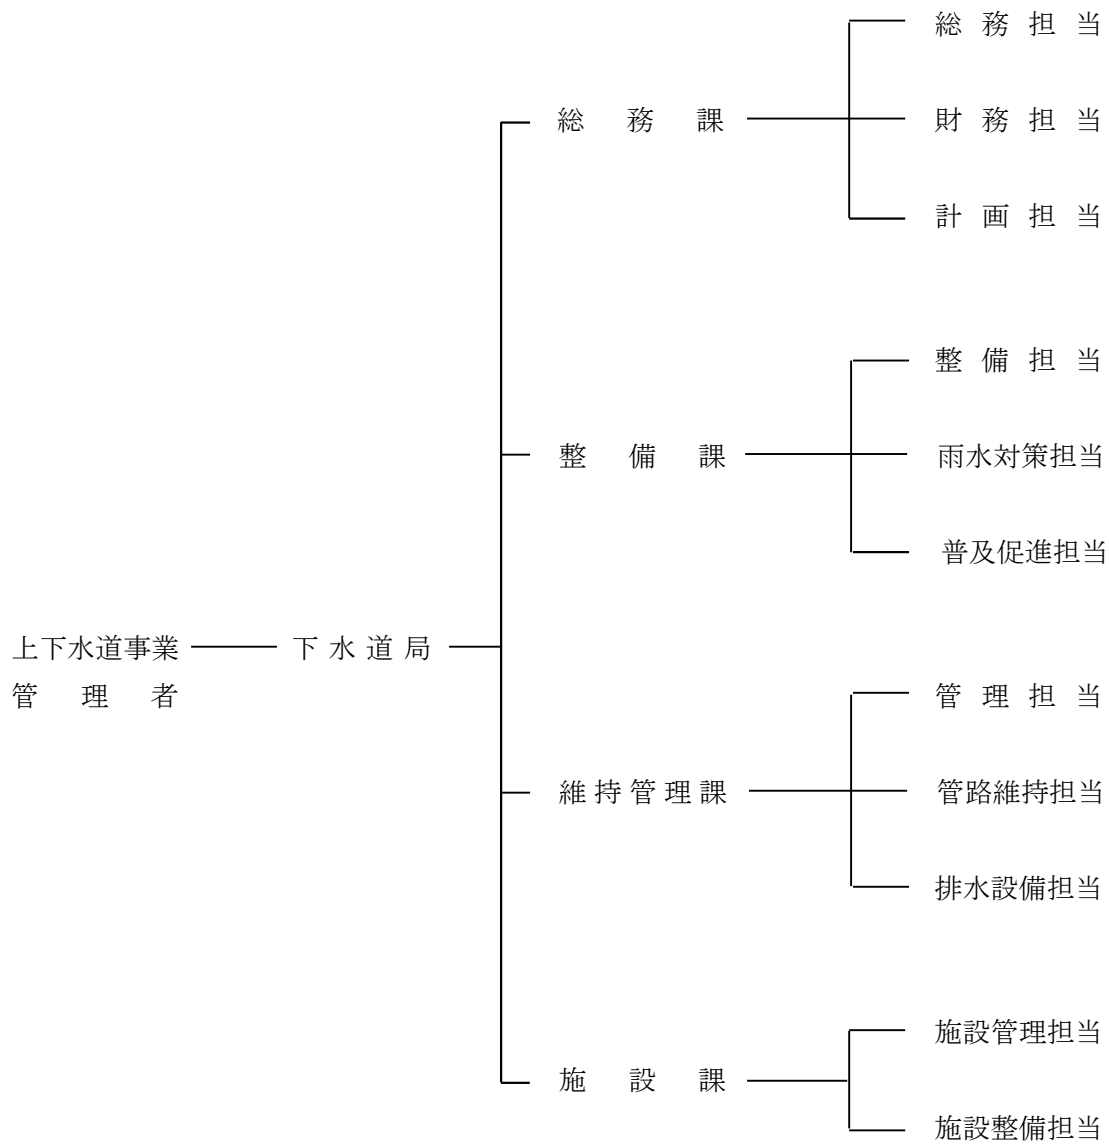 上下水道事業
管理者
下水道局
総務課
総務担当
財務担当
計画担当
整備課
整備担当
雨水対策担当
普及促進担当
維持管理課
管理担当
管路維持担当
排水設備担当
施設課
施設管理担当
施設整備担当